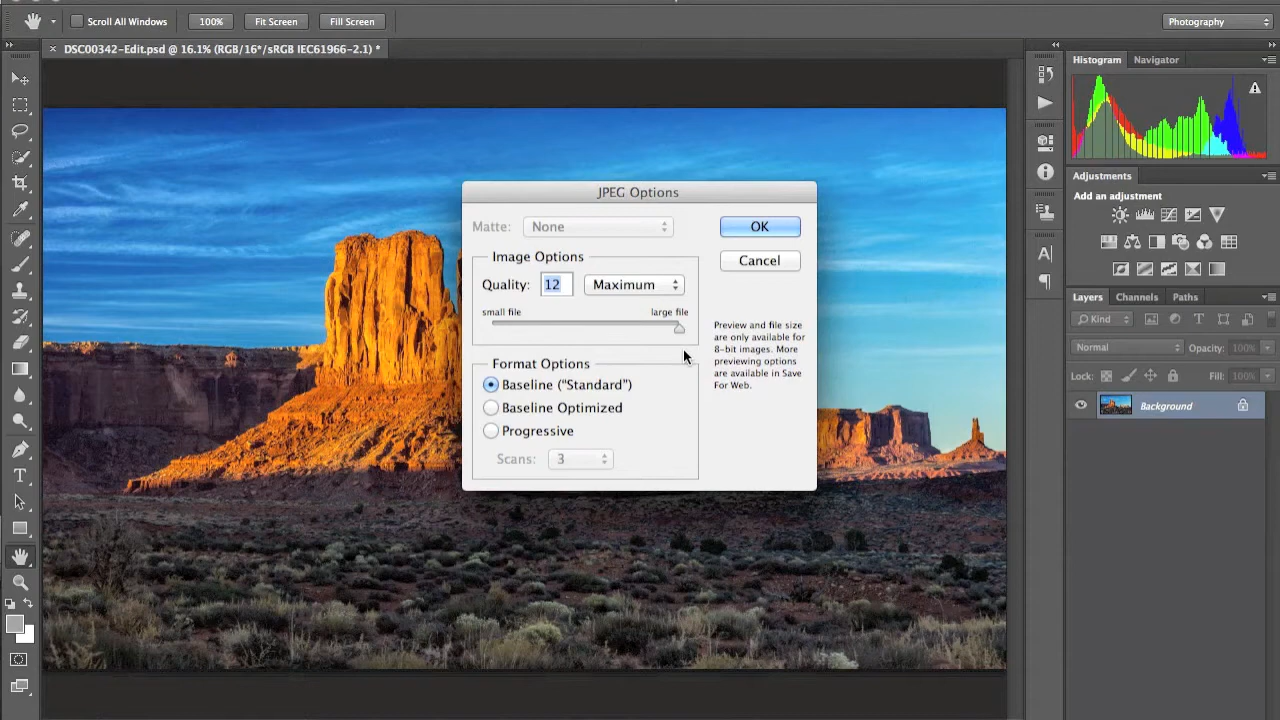 Scroll All Windows
100%
Fit Screen
Fill Screen
Photography
DSC00342-Edit.psd @ 16.1% (RGB/16*/sRGB IEC61966-2.1) *
Histogram
Navigator
JPEG Options
Matte:
None
OK
Cancel
Image Options
Quality:
12
Maximum
small file
large file
Preview and file size
are only available for
8-bit images. More
previewing options
are available in Save
For Web.
Format Options
Baseline ("Standard")
Baseline Optimized
Progressive
Scans:
3
Adjustments
Add an adjustment
Layers
Channels
Paths
Kind
Normal
Opacity:
100%
Lock:
Fill:
100%
Background